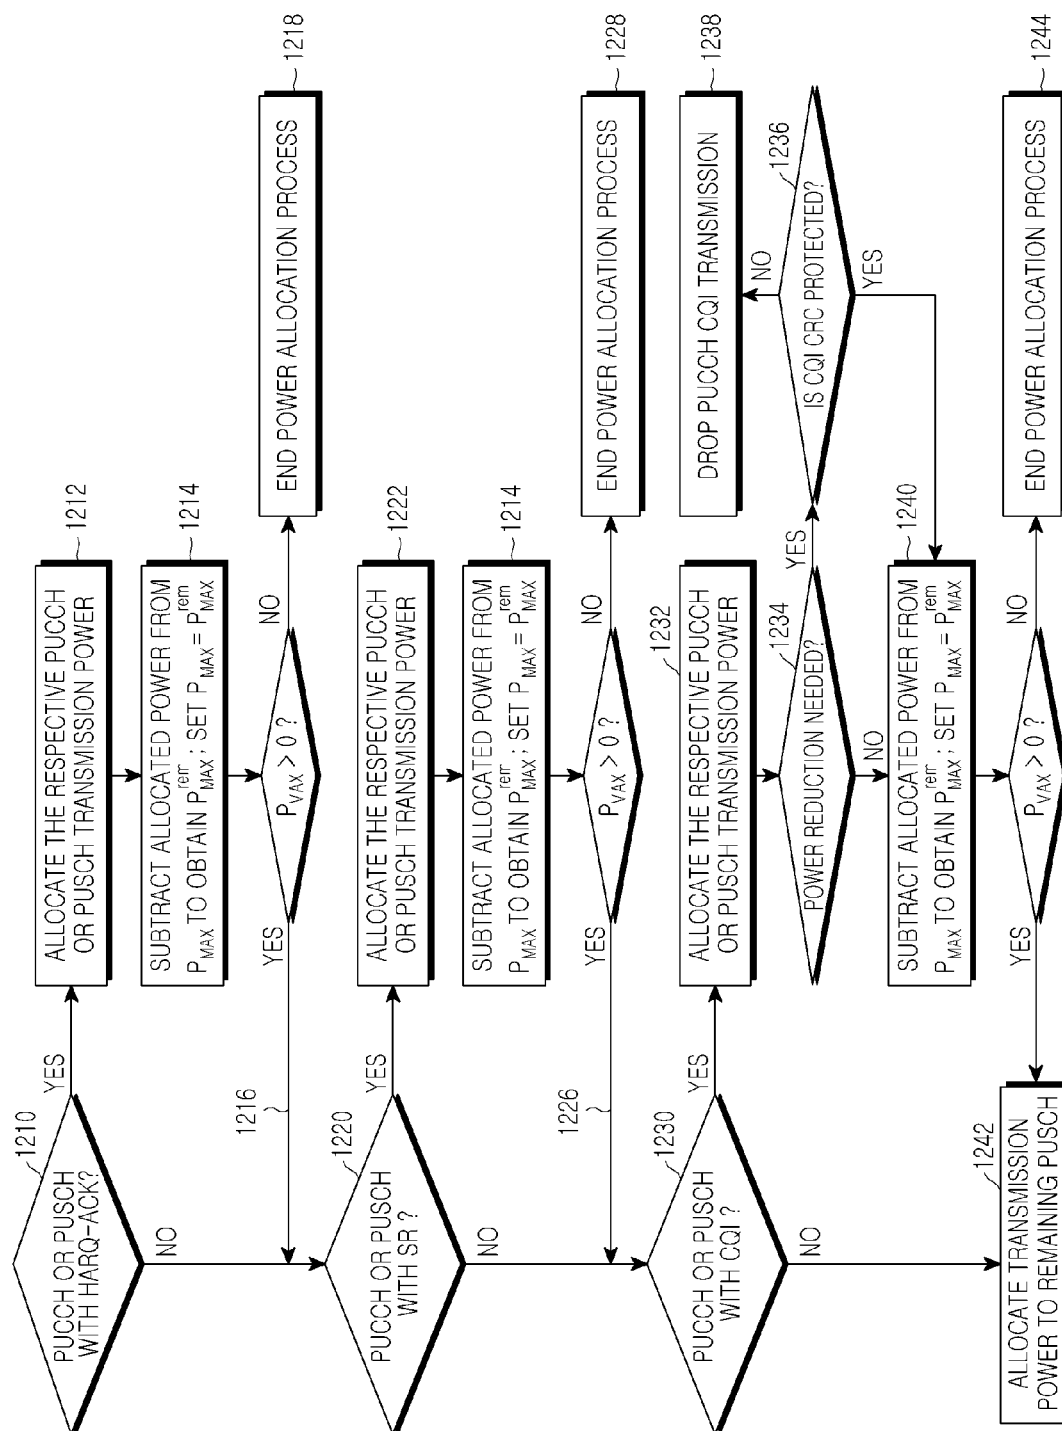 1210
PUCCH OR PUSCH
WITH HARQ-ACK?
YES
NO
1212
ALLOCATE THE RESPECTIVE PUCCH
OR PUSCH TRANSMISSION POWER
1214
SUBTRACT ALLOCATED POWER FROM
P_MAX TO OBTAIN P_MAX^rem; SET P_MAX = P_MAX^rem
P_VAX > 0 ?
YES
NO
1216
1218
END POWER ALLOCATION PROCESS
1220
PUCCH OR PUSCH
WITH SR ?
YES
NO
1222
ALLOCATE THE RESPECTIVE PUCCH
OR PUSCH TRANSMISSION POWER
1214
SUBTRACT ALLOCATED POWER FROM
P_MAX TO OBTAIN P_MAX^rem; SET P_MAX = P_MAX^rem
P_VAX > 0 ?
YES
NO
1226
1228
END POWER ALLOCATION PROCESS
1230
PUCCH OR PUSCH
WITH CQI ?
YES
NO
1232
ALLOCATE THE RESPECTIVE PUCCH
OR PUSCH TRANSMISSION POWER
1234
POWER REDUCTION NEEDED?
YES
NO
1236
IS CQI CRC PROTECTED?
NO
YES
1238
DROP PUCCH CQI TRANSMISSION
1240
SUBTRACT ALLOCATED POWER FROM
P_MAX TO OBTAIN P_MAX^rem; SET P_MAX = P_MAX^rem
P_VAX > 0 ?
YES
NO
1242
ALLOCATE TRANSMISSION
POWER TO REMAINING PUSCH
1244
END POWER ALLOCATION PROCESS